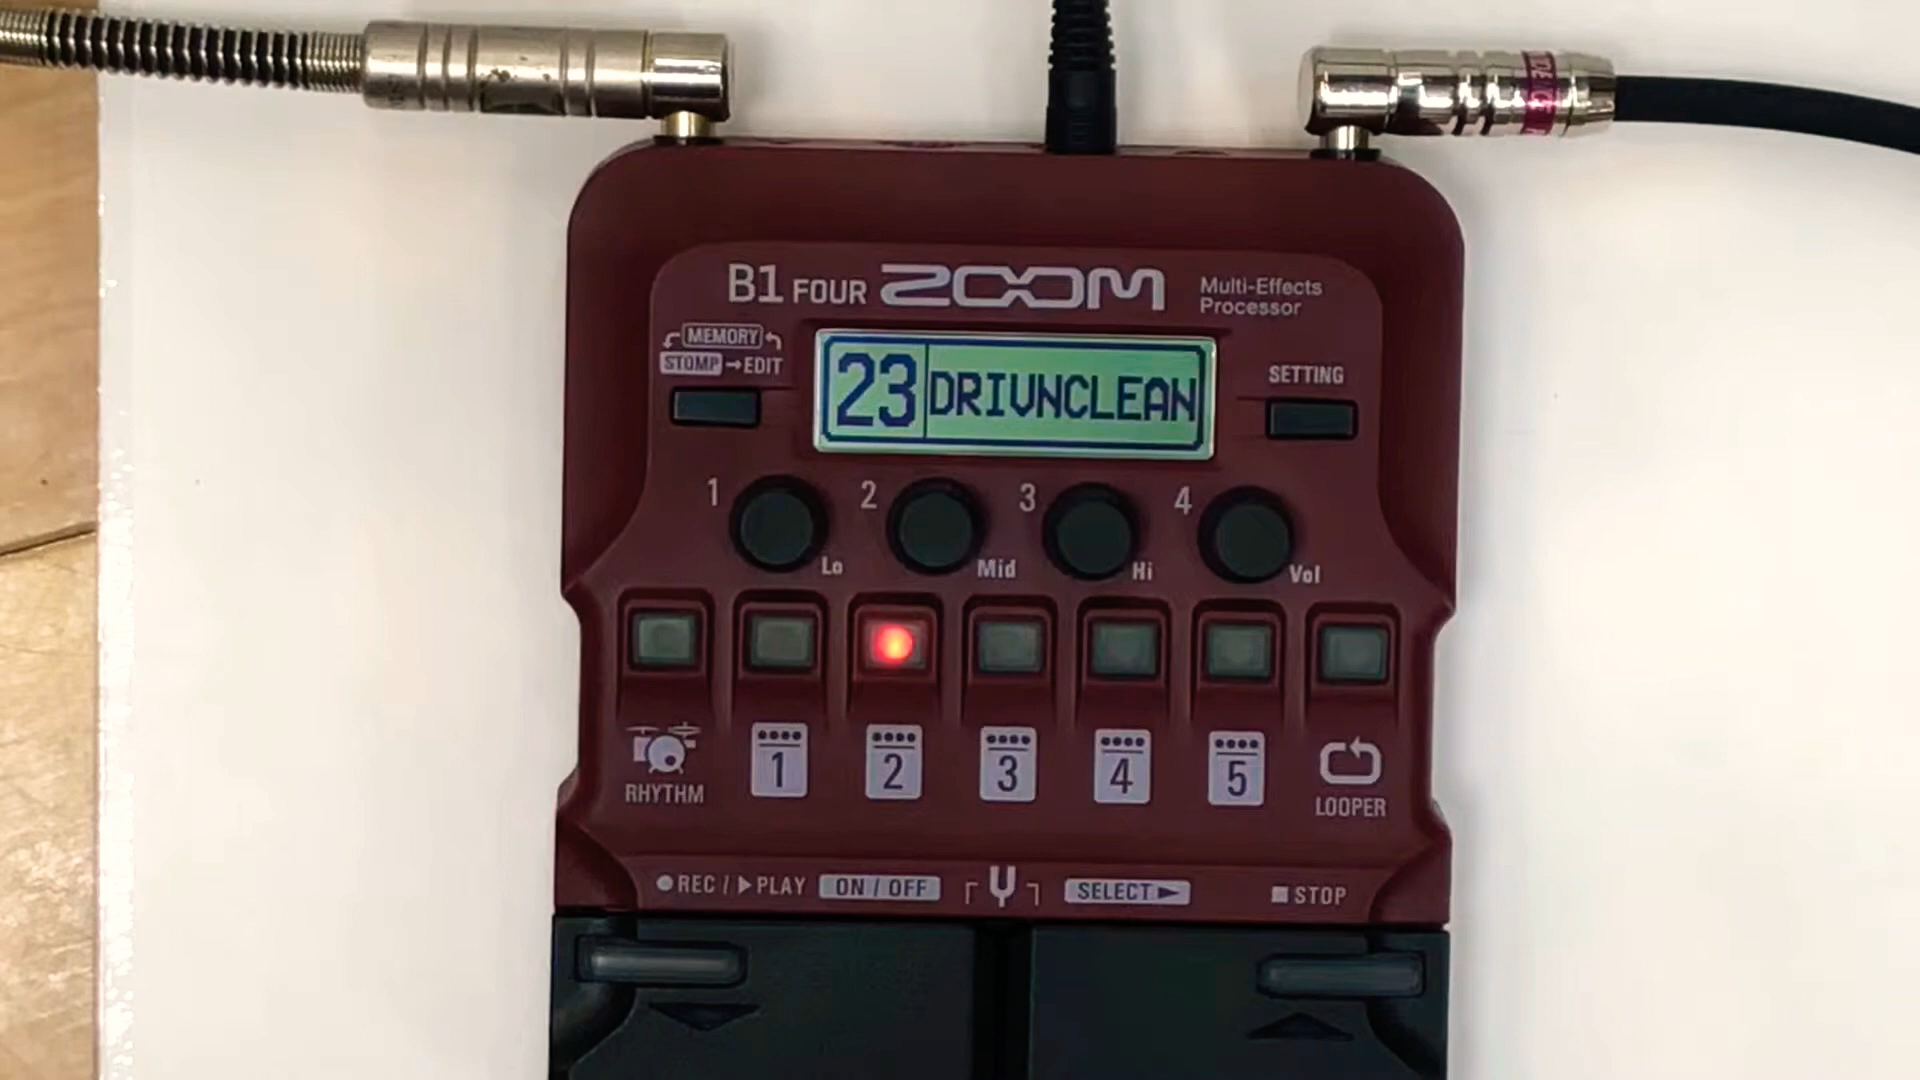 B1 FOUR ZOOM Multi-Effects
Processor
MEMORY
STOMP →EDIT
SETTING
23 DRIVNCLEAN
1 2 3 4
Lo Mid Hi Vol
1 2 3 4 5
RHYTHM LOOPER
●REC / ▶PLAY ON / OFF SELECT► ■ STOP